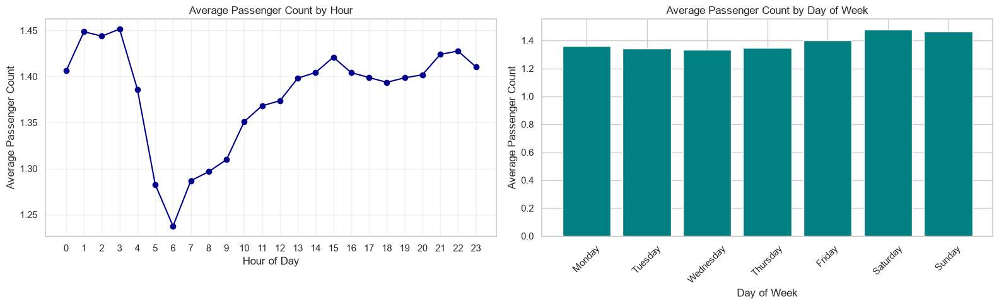 Average Passenger Count by Hour
Average Passenger Count
1.45
1.40
1.35
1.30
1.25
0 1 2 3 4 5 6 7 8 9 10 11 12 13 14 15 16 17 18 19 20 21 22 23
Hour of Day
Average Passenger Count by Day of Week
Average Passenger Count
1.4
1.2
1.0
0.8
0.6
0.4
0.2
0.0
Monday Tuesday Wednesday Thursday Friday Saturday Sunday
Day of Week